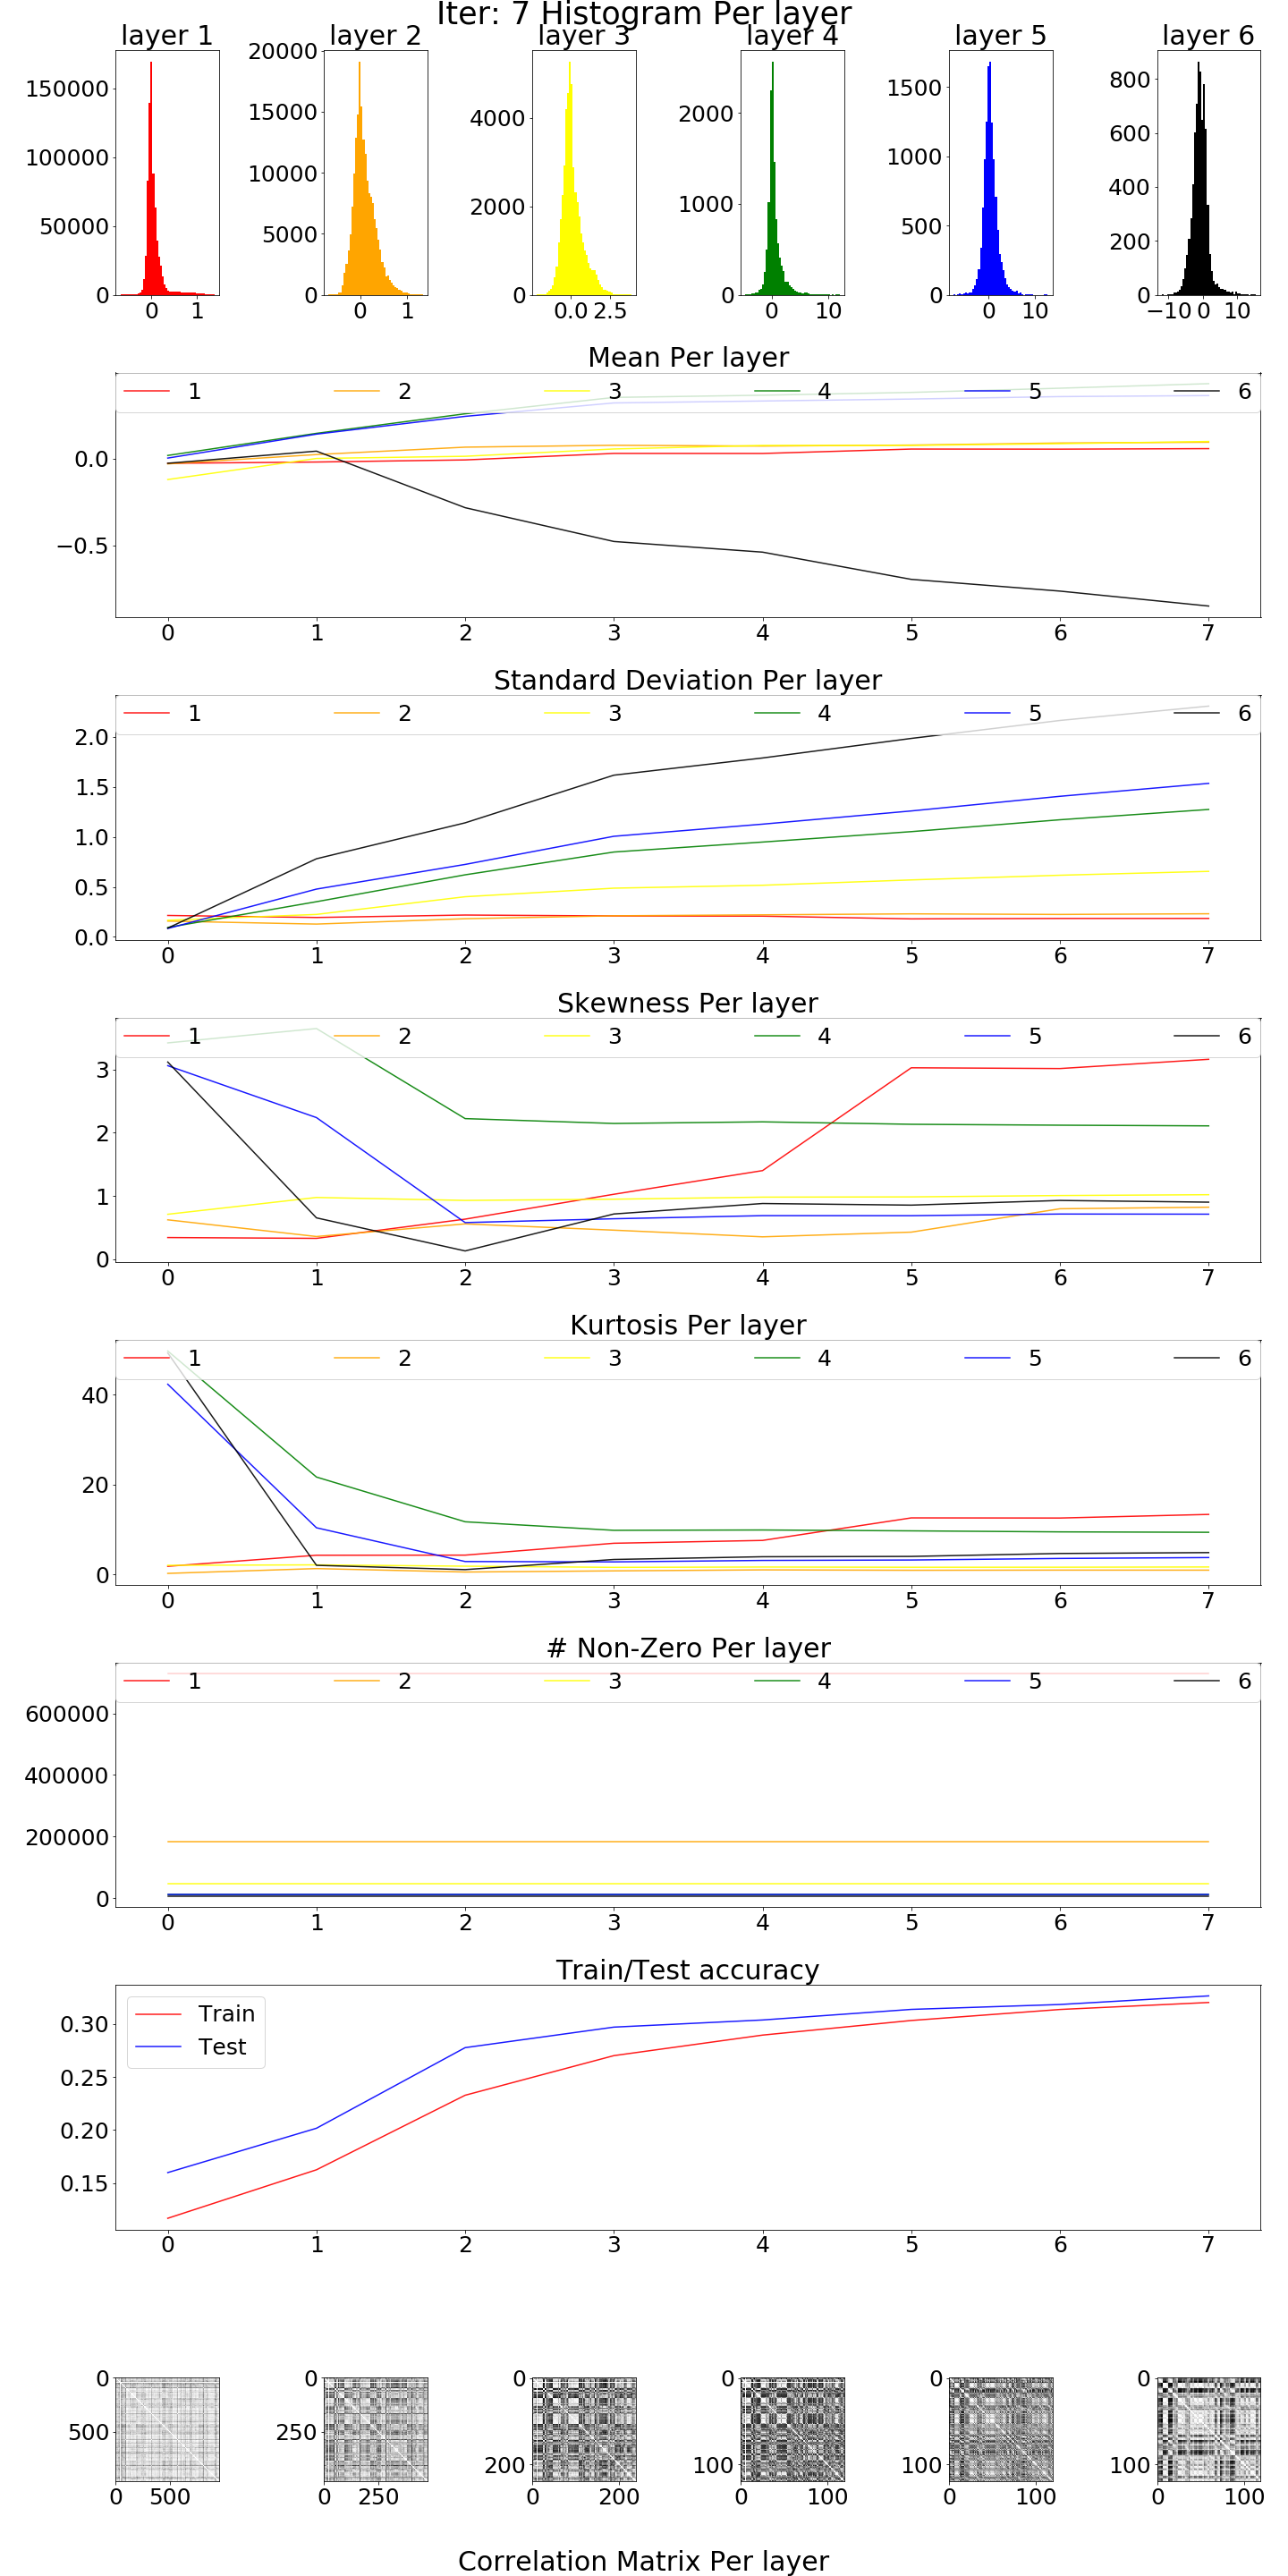 Iter: 7 Histogram Per layer
layer 1 layer 2 layer 3 layer 4 layer 5 layer 6
150000 100000 50000 0
0 1
20000 15000 10000 5000 0
0 1
4000 2000 0
0.0 2.5
2000 1000 0
0 10
1500 1000 500 0
0 10
800 600 400 200 0
−10 0 10
Mean Per layer
1 2 3 4 5 6
0.0
−0.5
0 1 2 3 4 5 6 7
Standard Deviation Per layer
1 2 3 4 5 6
2.0
1.5
1.0
0.5
0.0
0 1 2 3 4 5 6 7
Skewness Per layer
1 2 3 4 5 6
3
2
1
0
0 1 2 3 4 5 6 7
Kurtosis Per layer
1 2 3 4 5 6
40
20
0
0 1 2 3 4 5 6 7
# Non-Zero Per layer
1 2 3 4 5 6
600000
400000
200000
0
0 1 2 3 4 5 6 7
Train/Test accuracy
Train
Test
0.30
0.25
0.20
0.15
0 1 2 3 4 5 6 7
0 500
0 500
0 250
0 250
0 200
0 200
0 100
0 100
0 100
0 100
0 100
0 100
Correlation Matrix Per layer